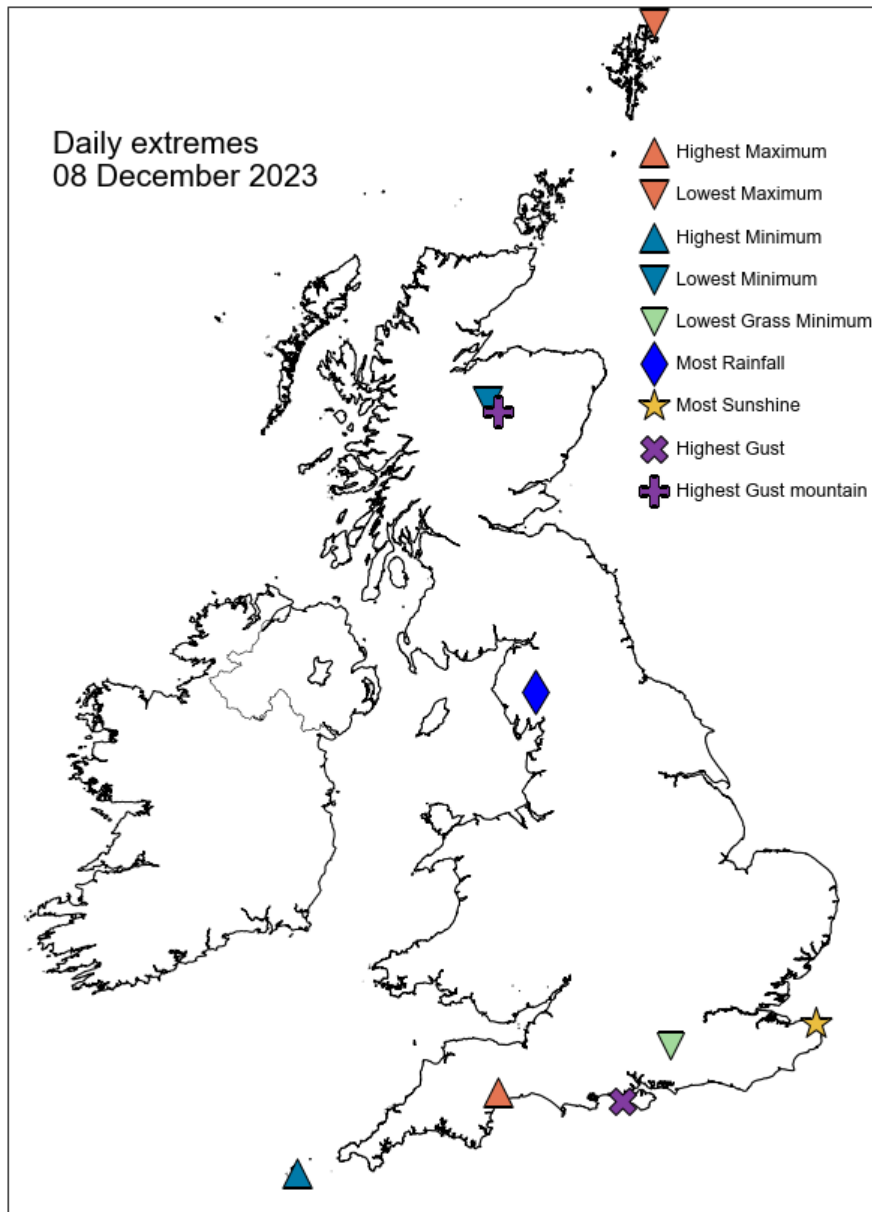 Daily extremes
08 December 2023
Highest Maximum
Lowest Maximum
Highest Minimum
Lowest Minimum
Lowest Grass Minimum
Most Rainfall
Most Sunshine
Highest Gust
Highest Gust mountain